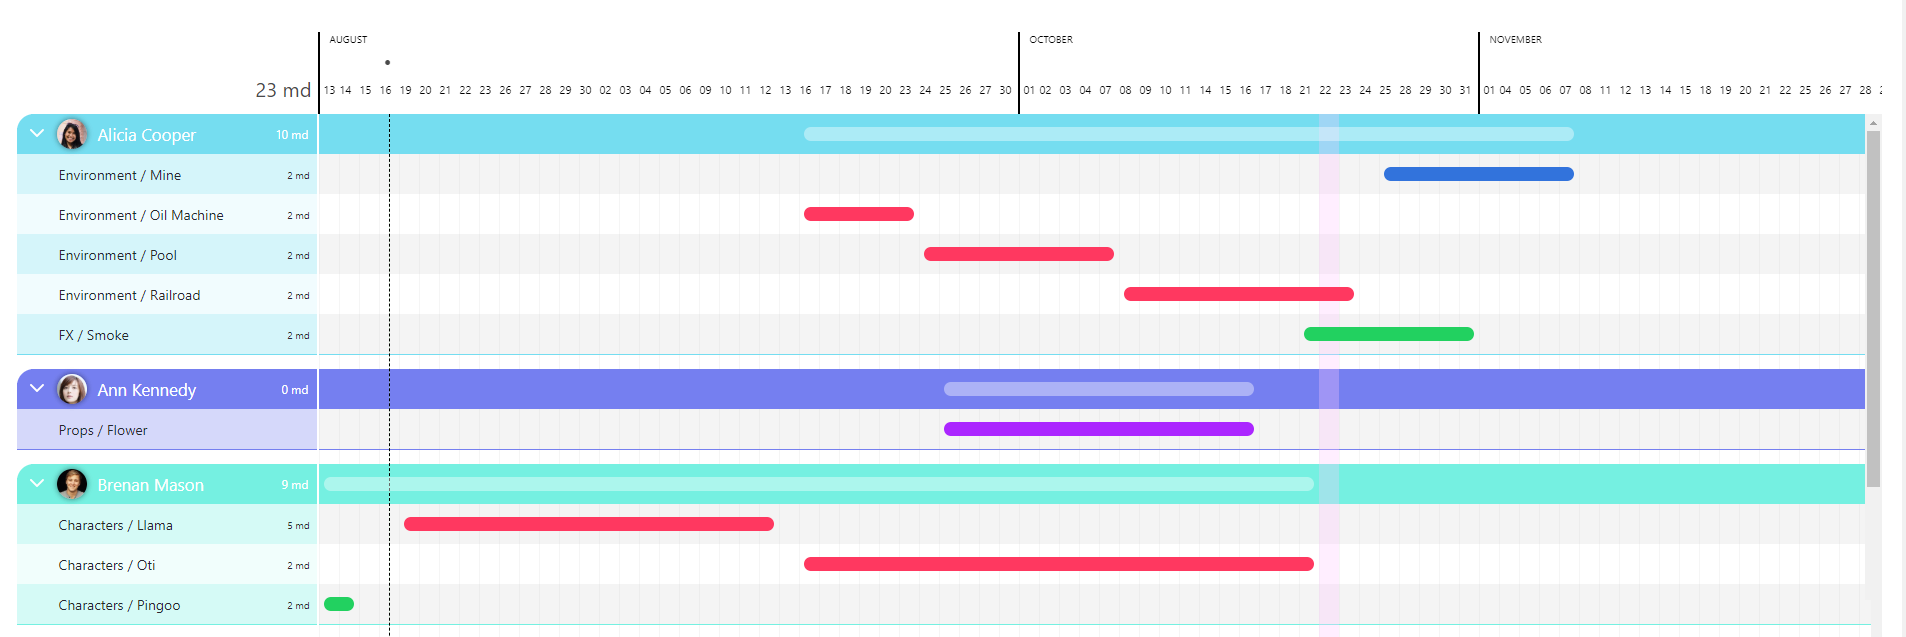 AUGUST OCTOBER NOVEMBER
23 md 13 14 15 16 19 20 21 22 23 26 27 28 29 30 02 03 04 05 06 09 10 11 12 13 16 17 18 19 20 23 24 25 26 27 30 01 02 03 04 07 08 09 10 11 14 15 16 17 18 21 22 23 24 25 28 29 30 31 01 04 05 06 07 08 11 12 13 14 15 18 19 20 21 22 25 26 27 28
Alicia Cooper 10 md
Environment / Mine 2 md
Environment / Oil Machine 2 md
Environment / Pool 2 md
Environment / Railroad 2 md
FX / Smoke 2 md
Ann Kennedy 0 md
Props / Flower
Brenan Mason 9 md
Characters / Llama 5 md
Characters / Oti 2 md
Characters / Pingoo 2 md